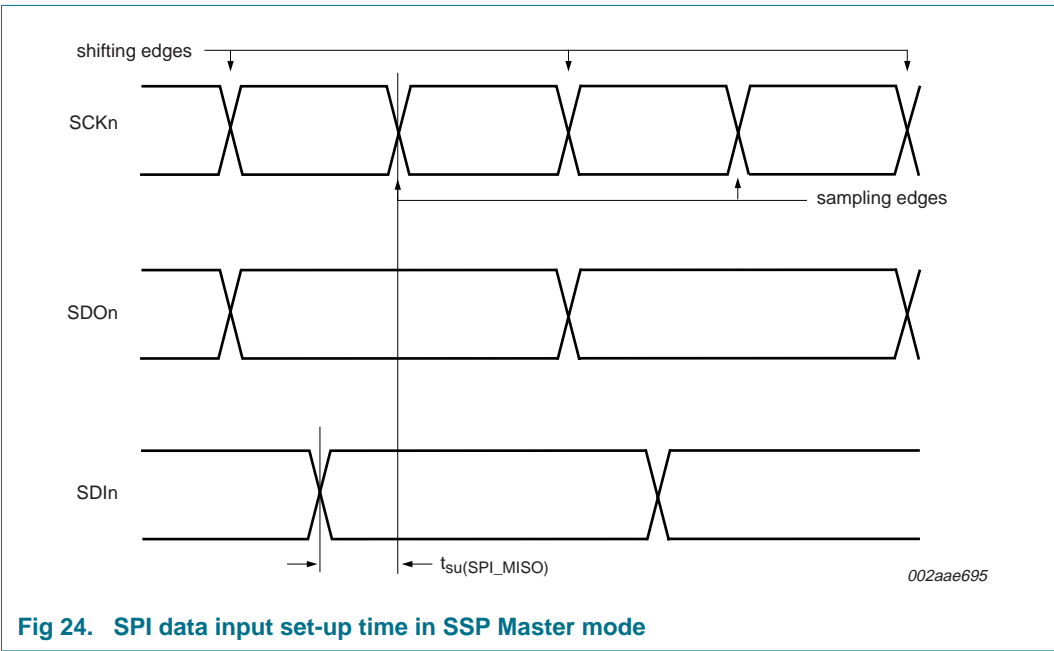 shifting edges
SCKn
sampling edges
SDOn
SDIn
tsu(SPI_MISO)
002aae695
Fig 24. SPI data input set-up time in SSP Master mode